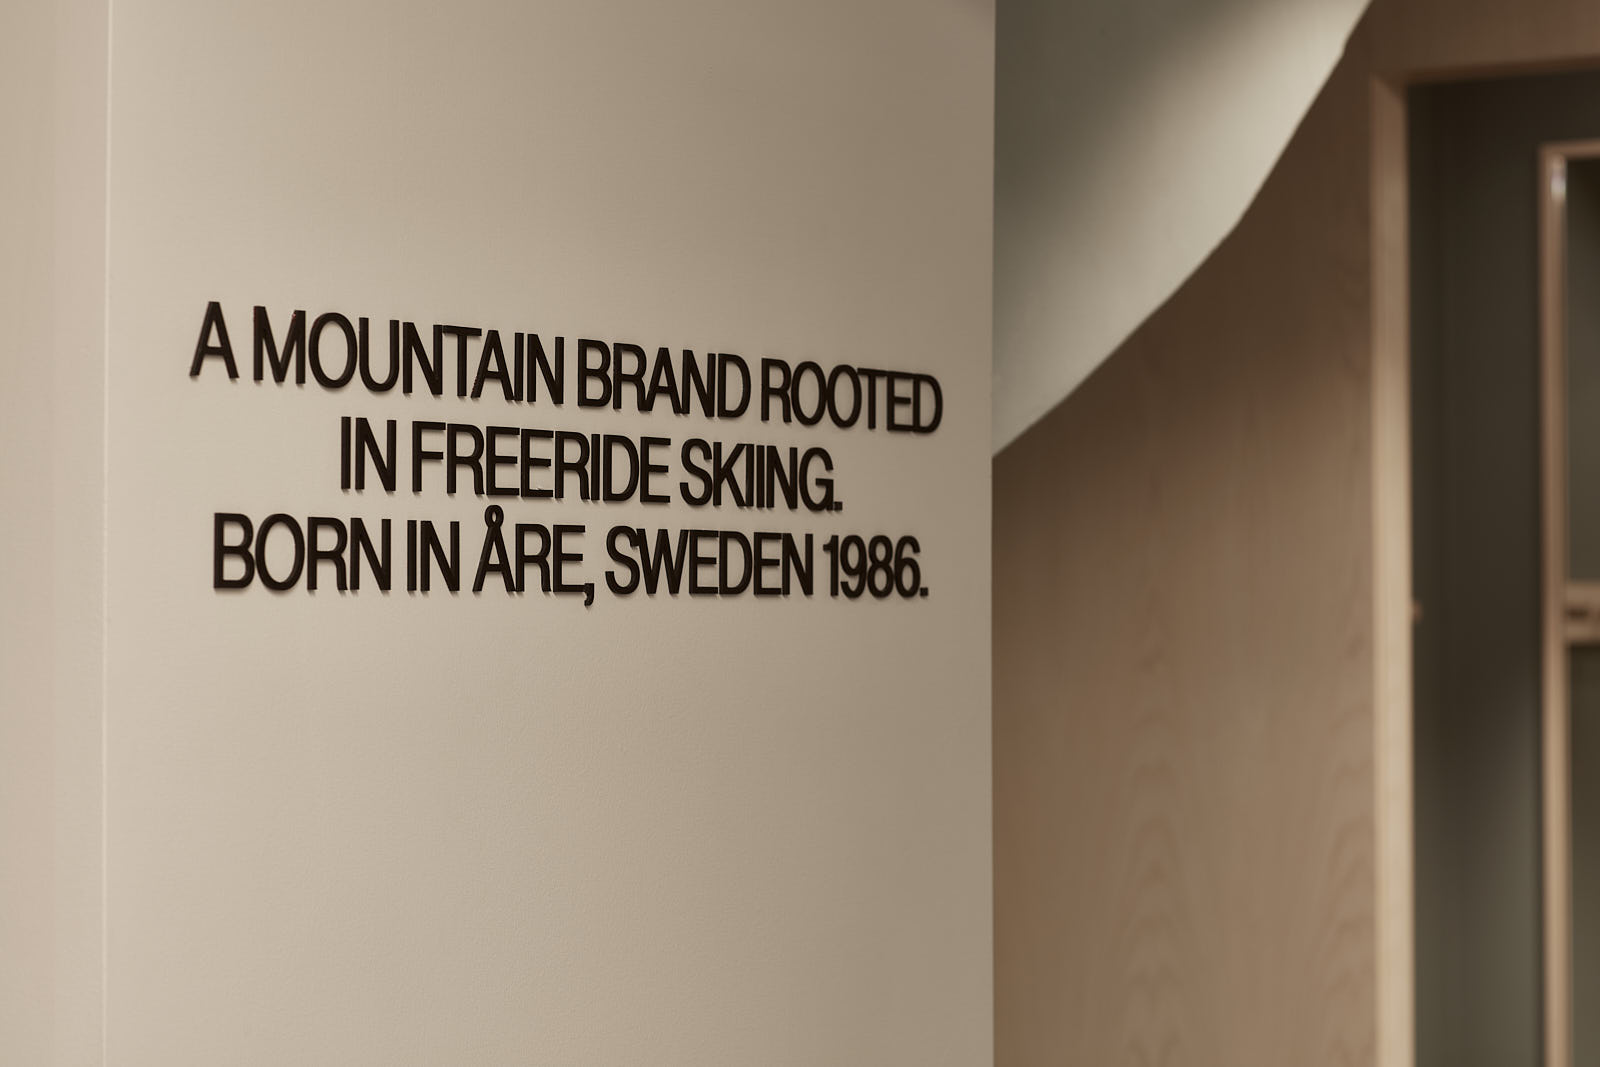 A MOUNTAIN BRAND ROOTED
IN FREERIDE SKIING.
BORN IN ÅRE, SWEDEN 1986.